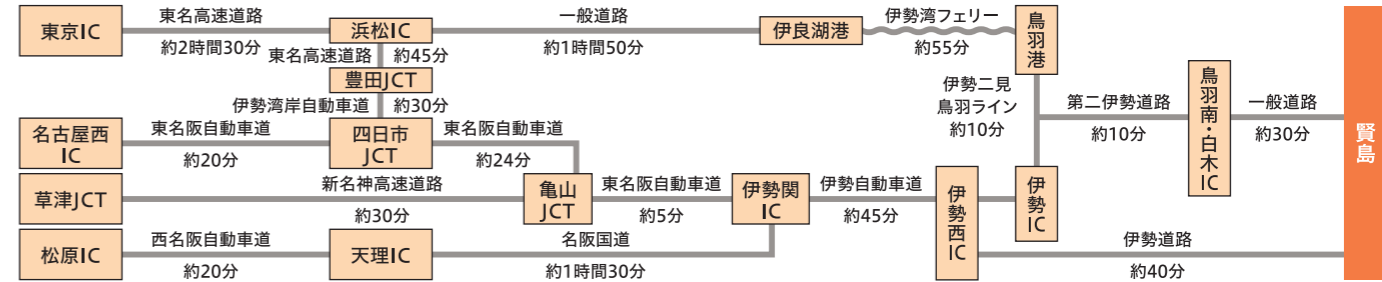 東京IC
東名高速道路
約2時間30分
浜松IC
一般道路
約1時間50分
伊良湖港
伊勢湾フェリー
約55分
鳥羽港
東名高速道路
約45分
豊田JCT
伊勢湾岸自動車道
約30分
伊勢二見
鳥羽ライン
約10分
第二伊勢道路
約10分
鳥羽南・白木IC
一般道路
約30分
賢島
名古屋西
IC
東名阪自動車道
約20分
四日市
JCT
東名阪自動車道
約24分
草津JCT
新名神高速道路
約30分
亀山
JCT
東名阪自動車道
約5分
伊勢関
IC
伊勢自動車道
約45分
伊勢西IC
伊勢IC
松原IC
西名阪自動車道
約20分
天理IC
名阪国道
約1時間30分
伊勢道路
約40分